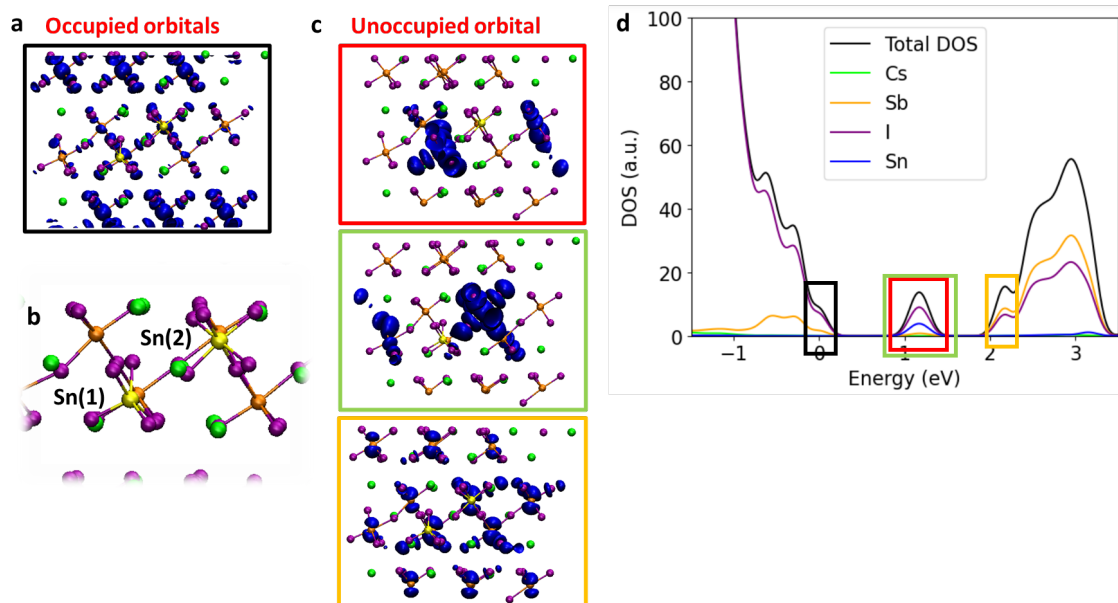 a Occupied orbitals
b
Sn(2)
Sn(1)
c Unoccupied orbital
d
100
80
60
40
20
0
DOS (a.u.)
Total DOS
Cs
Sb
I
Sn
−1 0 1 2 3
Energy (eV)